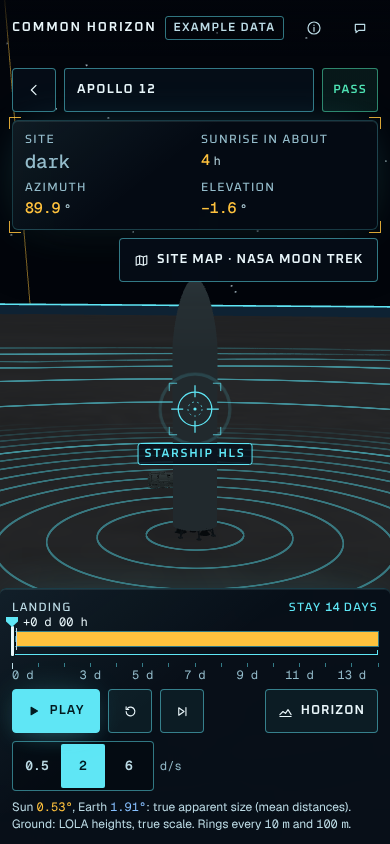 COMMON HORIZON EXAMPLE DATA
APOLLO 12 PASS
SITE SUNRISE IN ABOUT
dark 4 h
AZIMUTH ELEVATION
89.9 ° −1.6 °
SITE MAP · NASA MOON TREK
STARSHIP HLS
LANDING STAY 14 DAYS
+0 d 00 h
0 d 3 d 5 d 7 d 9 d 11 d 13 d
PLAY HORIZON
0.5 2 6 d/s
Sun 0.53°, Earth 1.91°: true apparent size (mean distances).
Ground: LOLA heights, true scale. Rings every 10 m and 100 m.